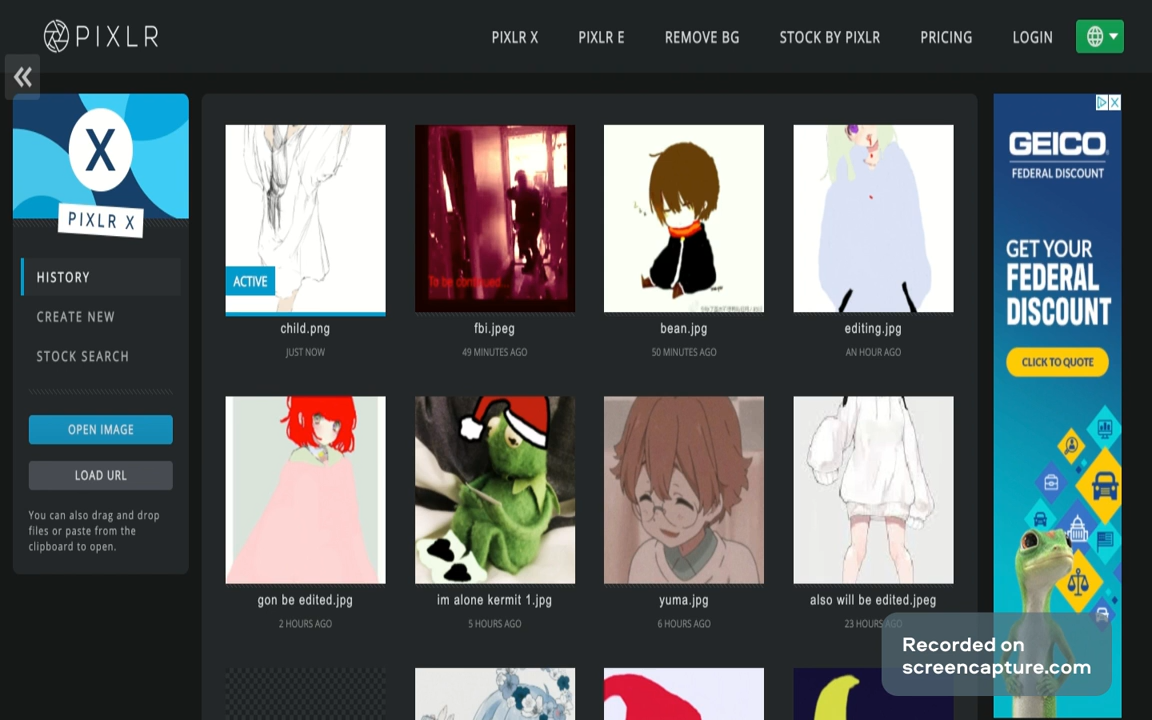 PIXLR
PIXLR X
PIXLR E
REMOVE BG
STOCK BY PIXLR
PRICING
LOGIN
X
PIXLR X
HISTORY
CREATE NEW
STOCK SEARCH
OPEN IMAGE
LOAD URL
You can also drag and drop
files or paste from the
clipboard to open.
ACTIVE
child.png
JUST NOW
To be continued...
fbi.jpeg
49 MINUTES AGO
bean.jpg
50 MINUTES AGO
editing.jpg
AN HOUR AGO
gon be edited.jpg
2 HOURS AGO
im alone kermit 1.jpg
5 HOURS AGO
yuma.jpg
6 HOURS AGO
also will be edited.jpeg
23 HOURS AGO
GEICO
FEDERAL DISCOUNT
GET YOUR
FEDERAL
DISCOUNT
CLICK TO QUOTE
Recorded on
screencapture.com